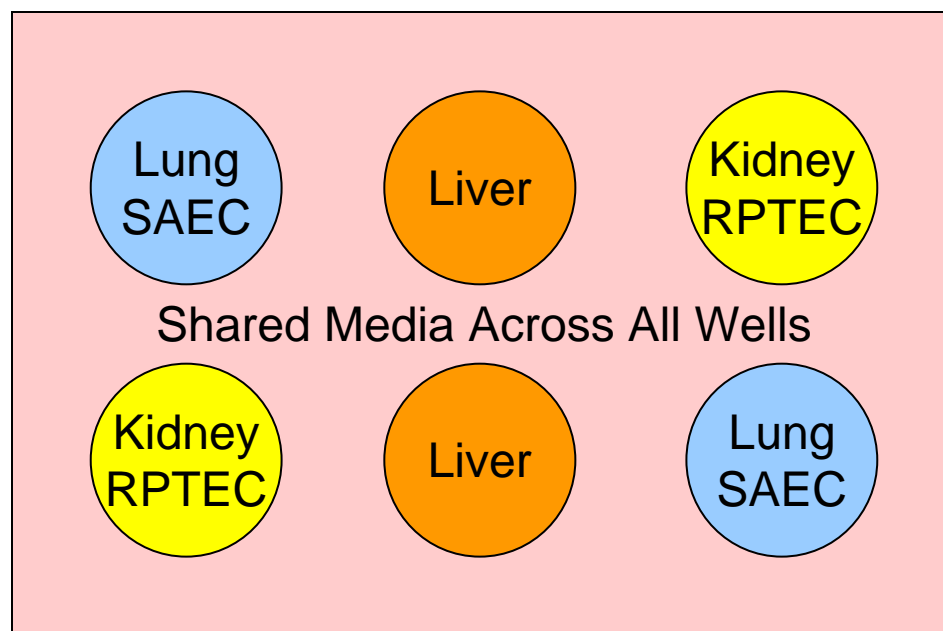 Lung
SAEC
Liver
Kidney
RPTEC
Shared Media Across All Wells
Kidney
RPTEC
Liver
Lung
SAEC